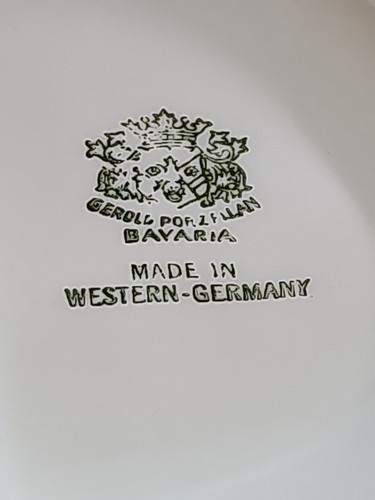 GEROLD PORZELLAN
BAVARIA
MADE IN
WESTERN-GERMANY